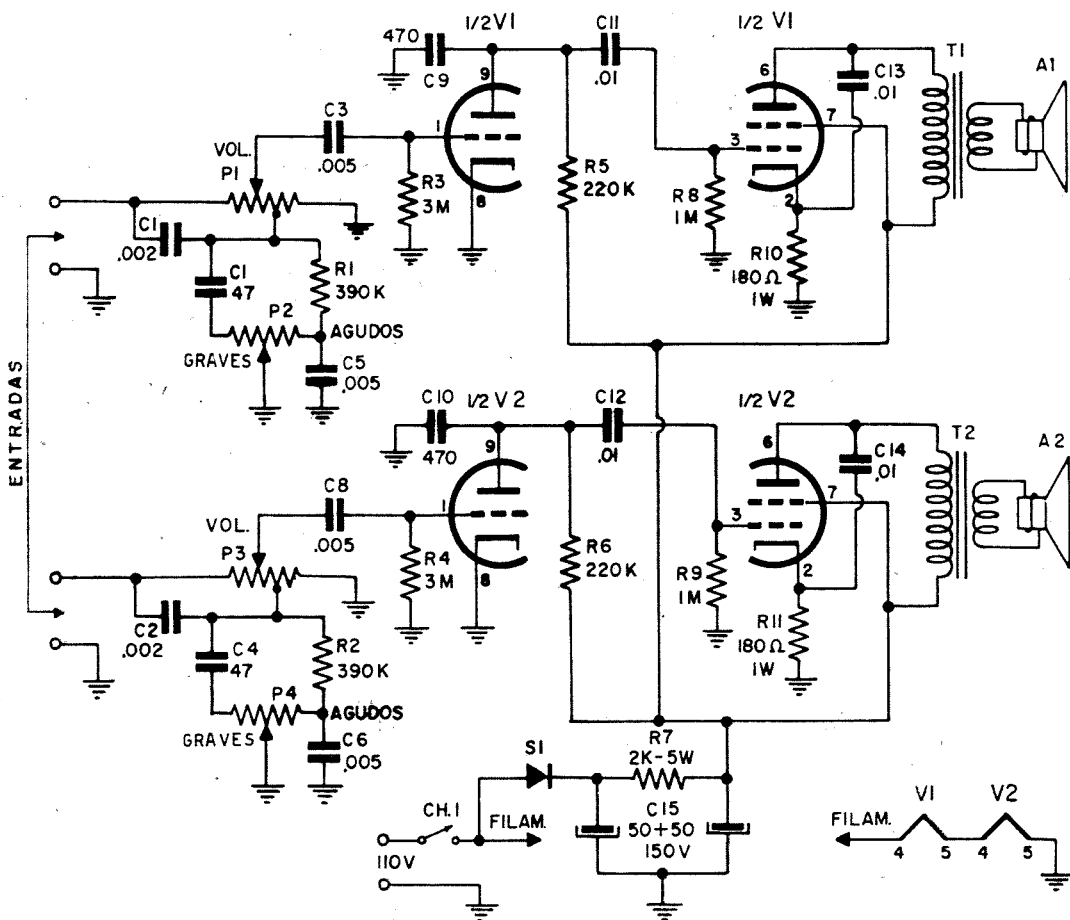 1/2 V1
470
C9
9
C11
.01
1/2 V1
6
C13
.01
T1
A1
7
C3
.005
1
8
VOL.
P1
R3
3M
R5
220K
3
2
R8
1M
R10
180Ω
1W
C1
.002
C1
47
R1
390K
P2
AGUDOS
GRAVES
C5
.005
ENTRADAS
C10
470
1/2 V2
9
C12
.01
1/2 V2
6
C14
.01
T2
A2
7
C8
.005
1
8
VOL.
P3
R4
3M
R6
220K
3
2
R9
1M
R11
180Ω
1W
C2
.002
C4
47
R2
390K
P4
AGUDOS
GRAVES
C6
.005
S1
R7
2K-5W
CH.1
FILAM.
C15
50+50
150V
110V
FILAM.
V1
V2
4
5
4
5